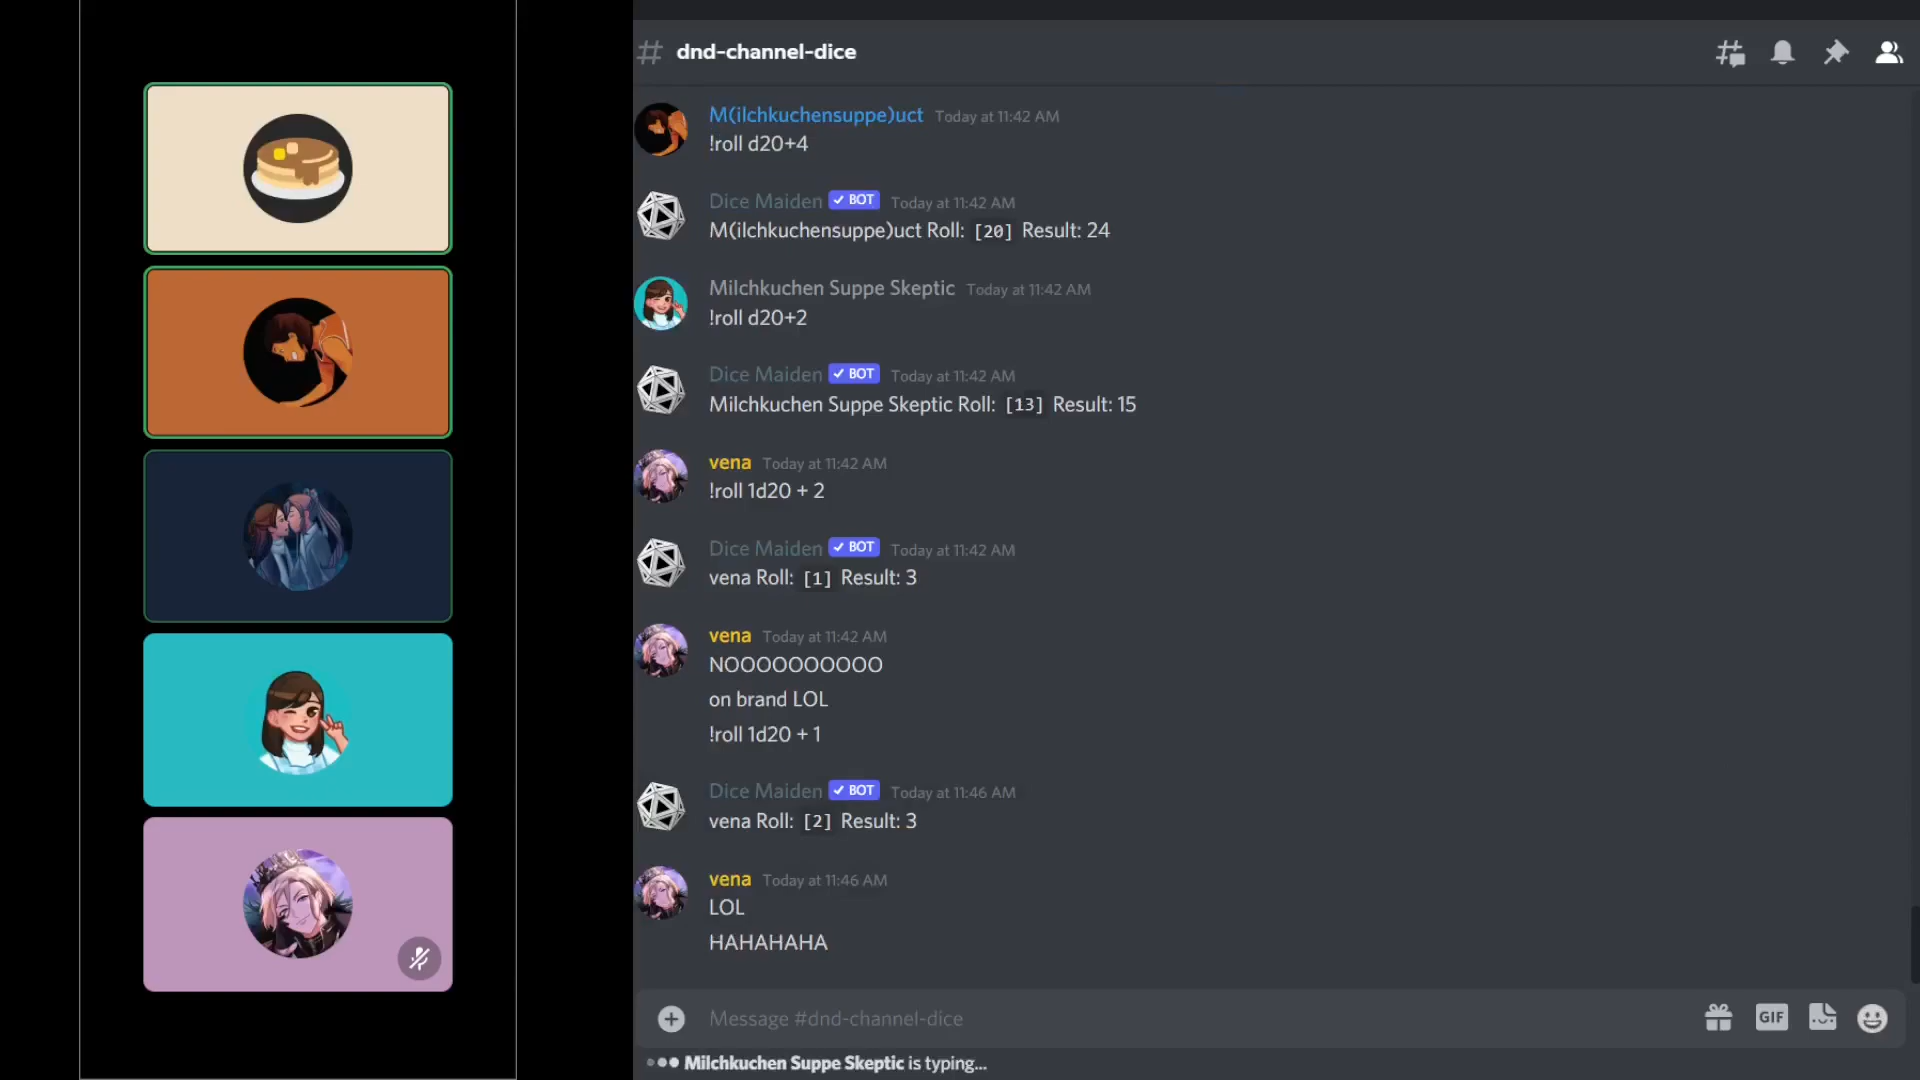 dnd-channel-dice
M(ilchkuchensuppe)uct Today at 11:42 AM
!roll d20+4
Dice Maiden BOT Today at 11:42 AM
M(ilchkuchensuppe)uct Roll: [20] Result: 24
Milchkuchen Suppe Skeptic Today at 11:42 AM
!roll d20+2
Dice Maiden BOT Today at 11:42 AM
Milchkuchen Suppe Skeptic Roll: [13] Result: 15
vena Today at 11:42 AM
!roll 1d20 + 2
Dice Maiden BOT Today at 11:42 AM
vena Roll: [1] Result: 3
vena Today at 11:42 AM
NOOOOOOOOOO
on brand LOL
!roll 1d20 + 1
Dice Maiden BOT Today at 11:46 AM
vena Roll: [2] Result: 3
vena Today at 11:46 AM
LOL
HAHAHAHA
Message #dnd-channel-dice
GIF
Milchkuchen Suppe Skeptic is typing...